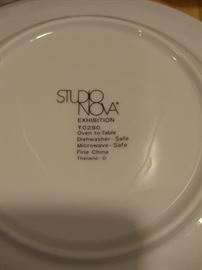 STUDIO
NOVA®
EXHIBITION
Y0290
Oven to Table
Dishwasher - Safe
Microwave - Safe
Fine China
Thailand - D